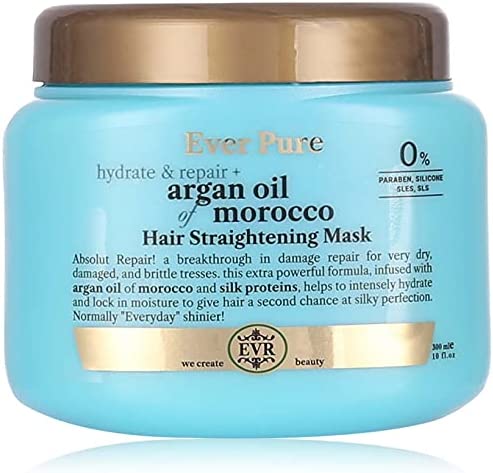 Ever Pure
hydrate & repair +
argan oil
of morocco
Hair Straightening Mask
0%
PARABEN, SILICONE
SLES, SLS
Absolut Repair! a breakthrough in damage repair for very dry,
damaged, and brittle tresses. this extra powerful formula, infused with
argan oil of morocco and silk proteins, helps to intensely hydrate
and lock in moisture to give hair a second chance at silky perfection.
Normally "Everyday" shinier!
we create
EVR
beauty
300 mle
10 fl.oz